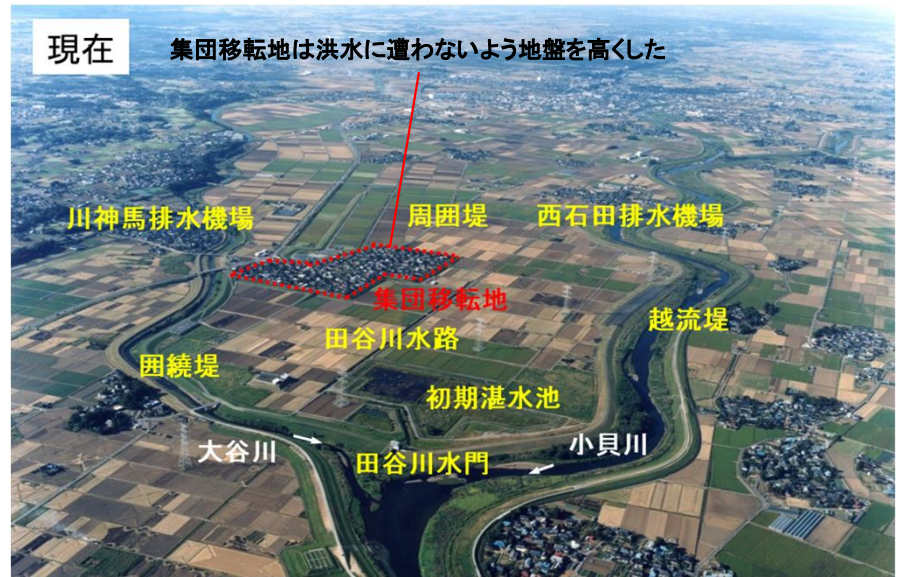 現在
集団移転地は洪水に遭わないよう地盤を高くした
川神馬排水機場
周囲堤
西石田排水機場
集団移転地
越流堤
田谷川水路
囲繞堤
初期湛水池
大谷川
田谷川水門
小貝川